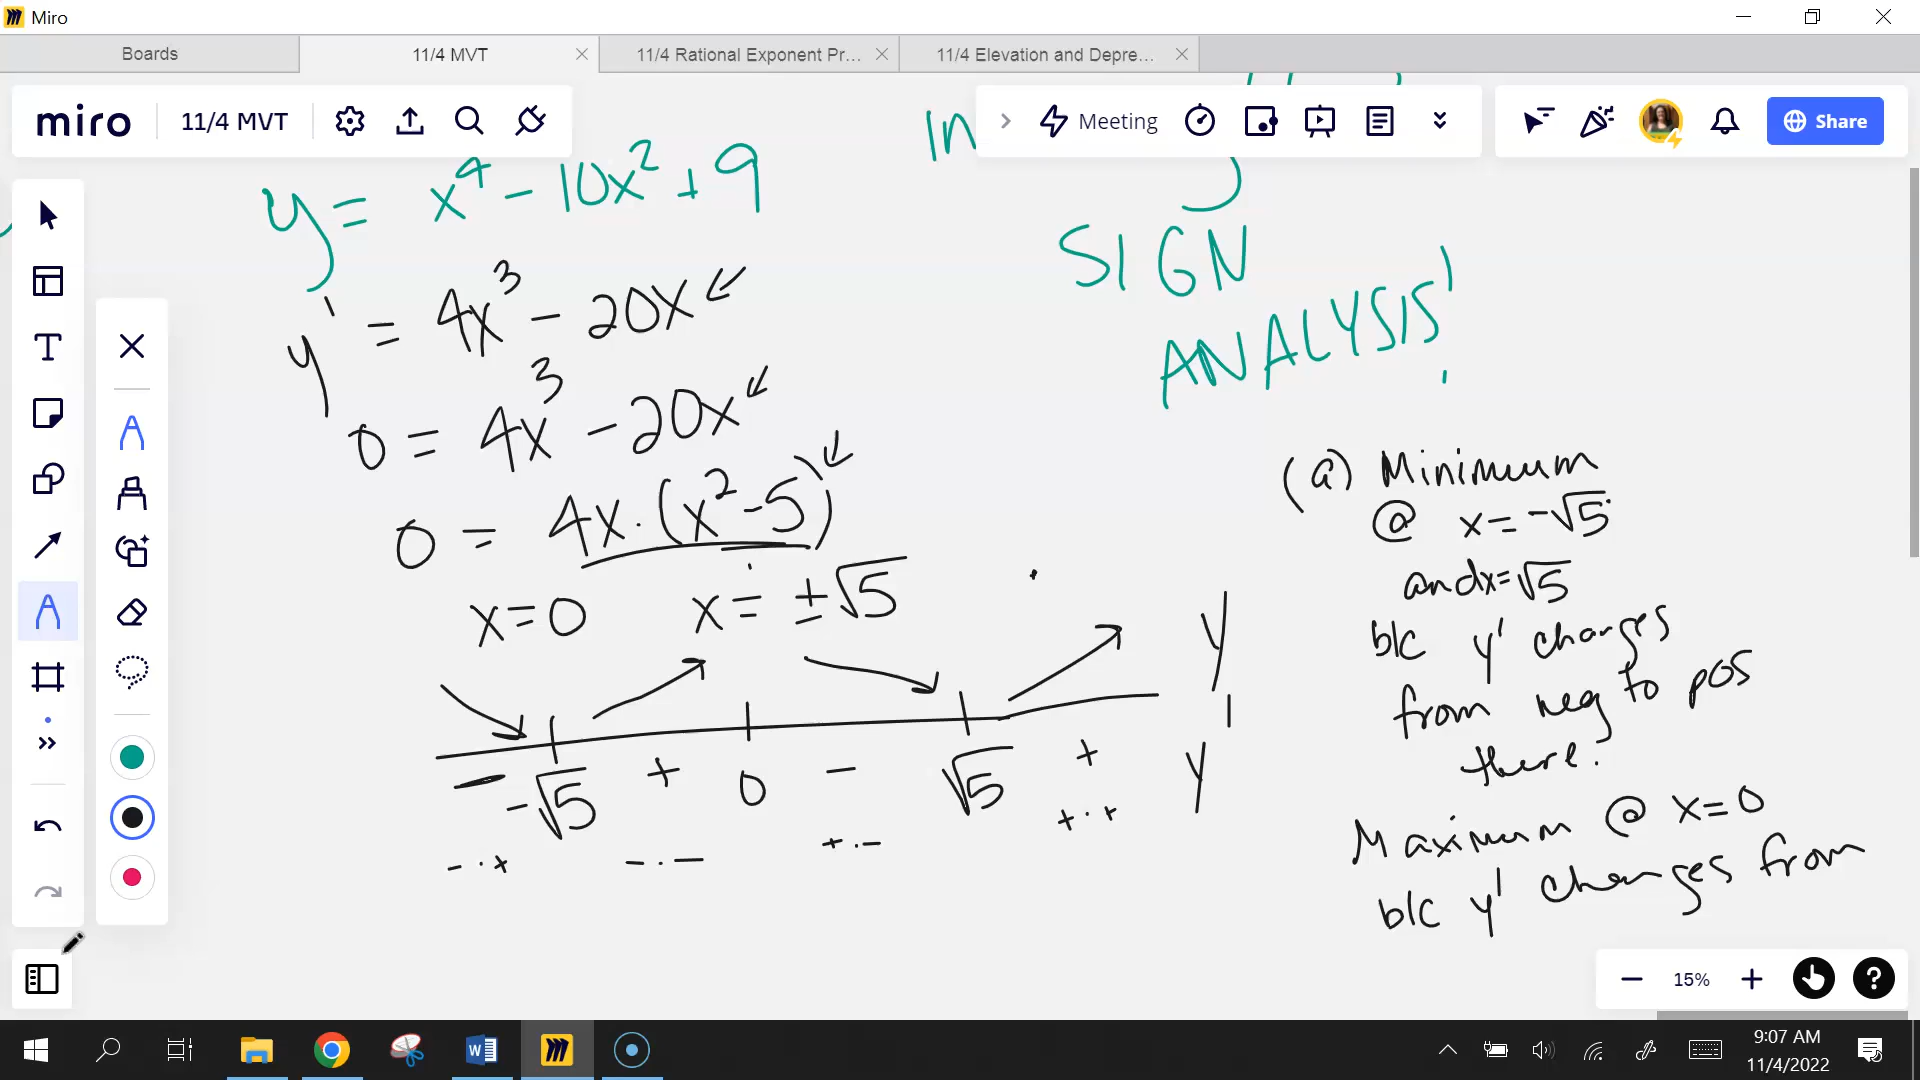 Miro
Boards
11/4 MVT
11/4 Rational Exponent Pr...
11/4 Elevation and Depre...
miro
11/4 MVT
Meeting
Share
In
y = x⁴ - 10x² + 9
SIGN
ANALYSIS!
y' = 4x³ - 20x
0 = 4x³ - 20x
0 = 4x · (x² - 5)
x = 0 x = ±√5
y
- -√5 + 0 - √5 + y'
- · + - · - + · - + · +
(a) Minimum
@ x = -√5
and x = √5
b/c y' changes
from neg to pos
there.
Maximum @ x = 0
b/c y' changes from
15%
9:07 AM
11/4/2022